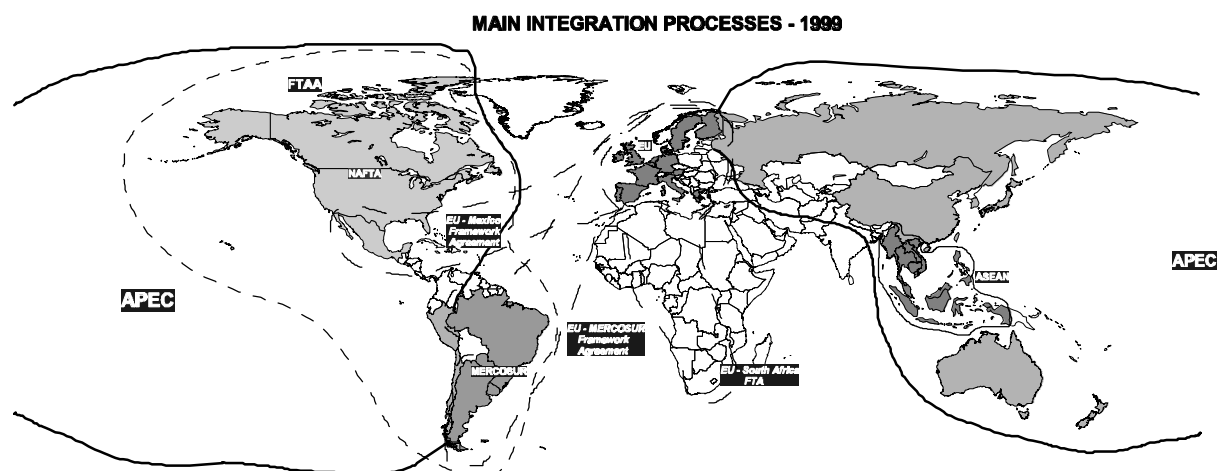 MAIN INTEGRATION PROCESSES - 1999
FTAA
EU
NAFTA
EU - Mexico
Framework
Agreement
APEC
ASEAN
APEC
EU - MERCOSUR
Framework
Agreement
MERCOSUR
EU - South Africa
FTA